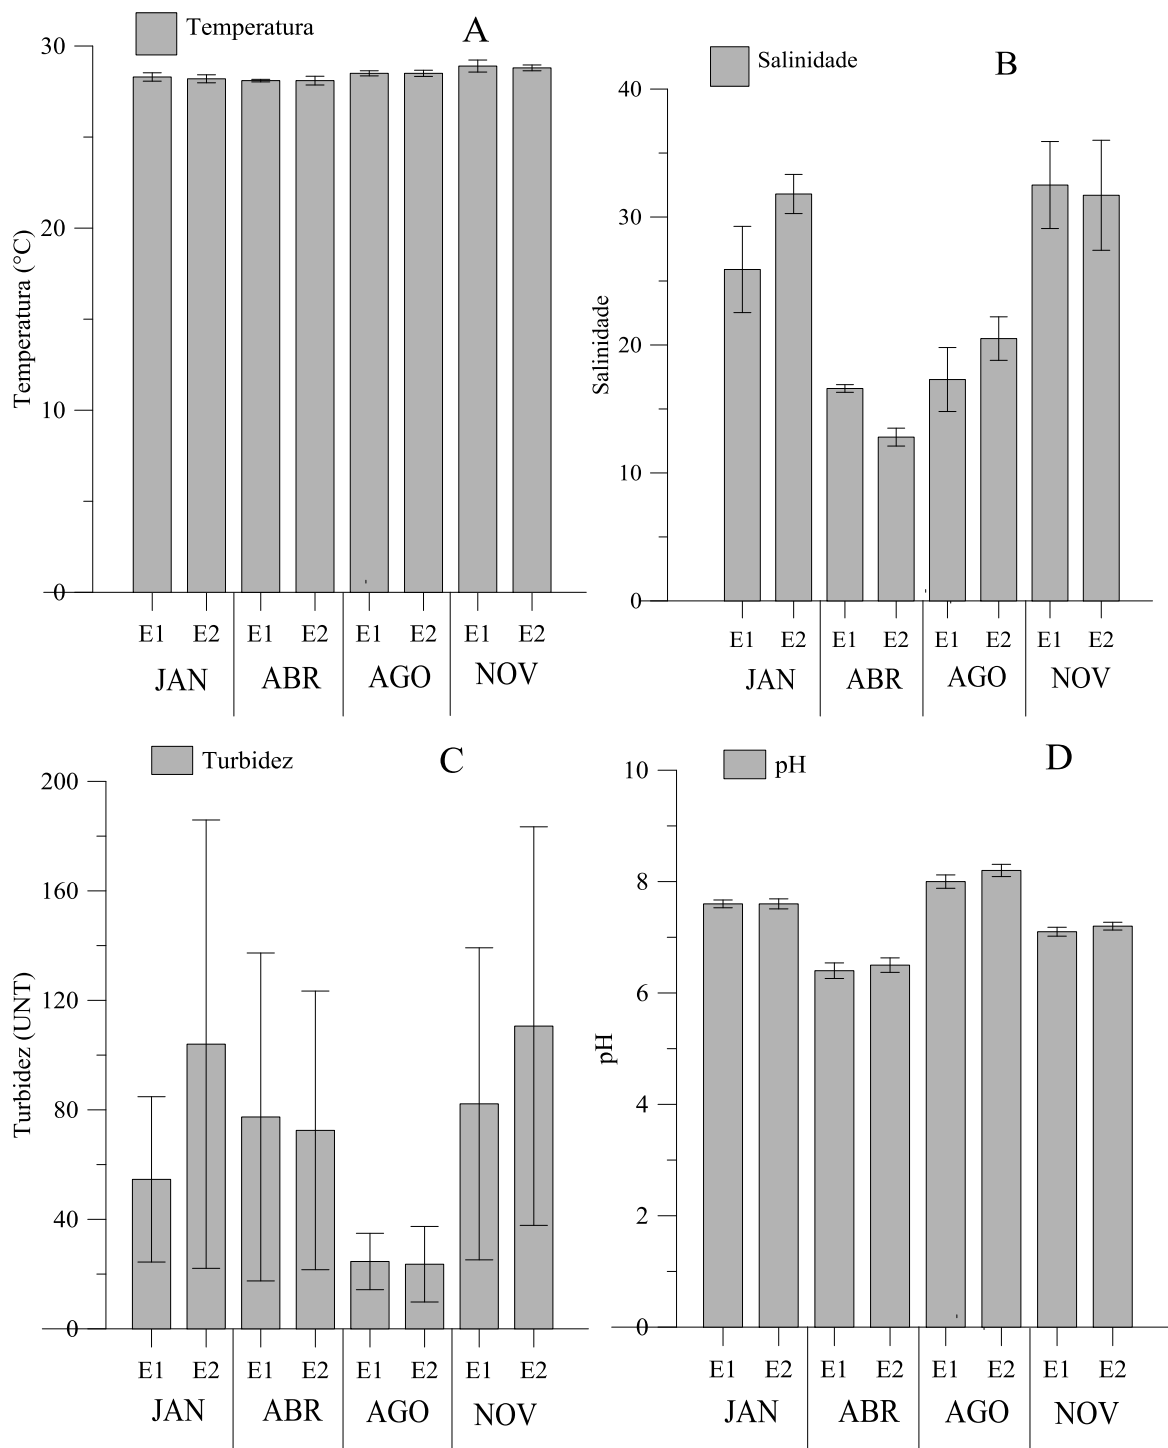 Temperatura
A
30
20
10
0
Temperatura (°C)
E1 E2 E1 E2 E1 E2 E1 E2
JAN ABR AGO NOV
Salinidade
B
40
30
20
10
0
Salinidade
E1 E2 E1 E2 E1 E2 E1 E2
JAN ABR AGO NOV
Turbidez
C
200
160
120
80
40
0
Turbidez (UNT)
E1 E2 E1 E2 E1 E2 E1 E2
JAN ABR AGO NOV
pH
D
10
8
6
4
2
0
pH
E1 E2 E1 E2 E1 E2 E1 E2
JAN ABR AGO NOV